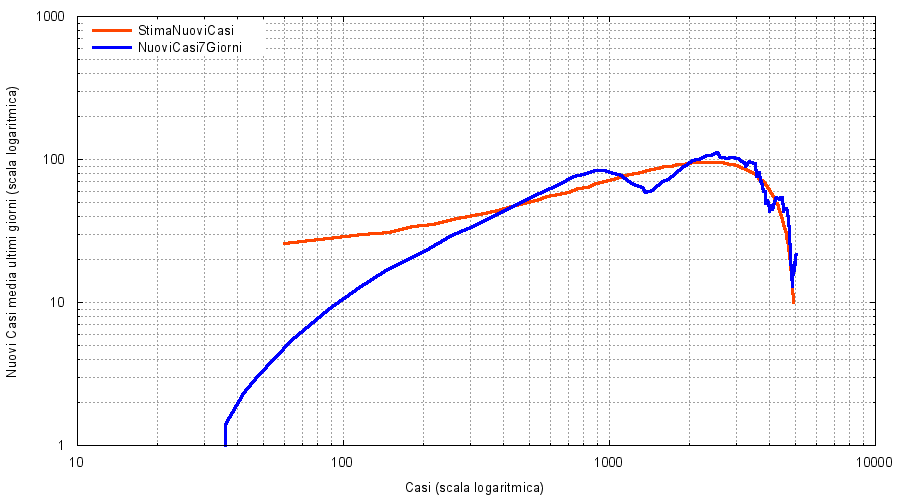 1000
StimaNuoviCasi
NuoviCasi7Giorni
100
10
1
Nuovi Casi media ultimi giorni (scala logaritmica)
10
100
1000
10000
Casi (scala logaritmica)